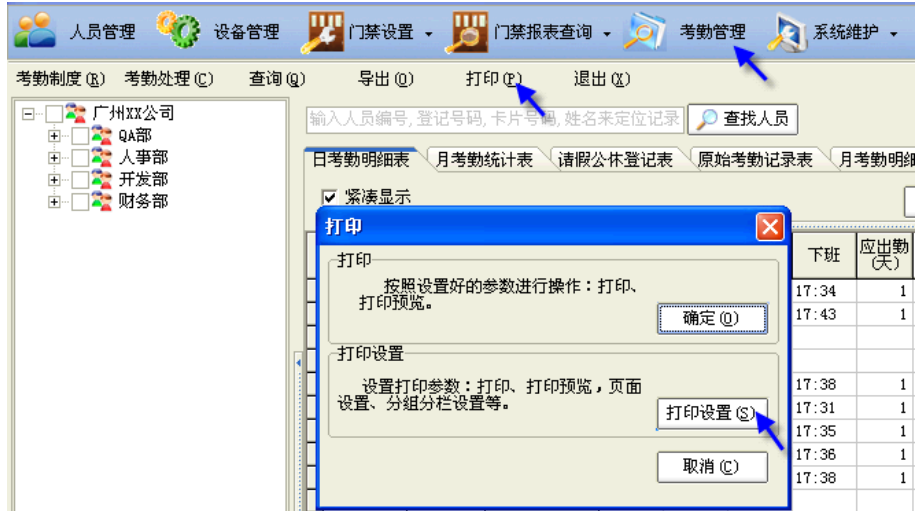 人员管理 设备管理 门禁设置 门禁报表查询 考勤管理 系统维护
考勤制度(R) 考勤处理(C) 查询(Q) 导出(O) 打印(P) 退出(X)
广州XX公司
QA部
人事部
开发部
财务部
输入人员编号,登记号码,卡片号码,姓名来定位记录 查找人员
日考勤明细表 月考勤统计表 请假公休登记表 原始考勤记录表 月考勤明细
紧凑显示
打印
打印
按照设置好的参数进行操作:打印、
打印预览。
确定(O)
打印设置
设置打印参数:打印、打印预览,页面
设置、分组分栏设置等。
打印设置(S)
取消(C)
下班 应出勤
(天)
17:34 1
17:43 1
17:38 1
17:31 1
17:35 1
17:36 1
17:38 1